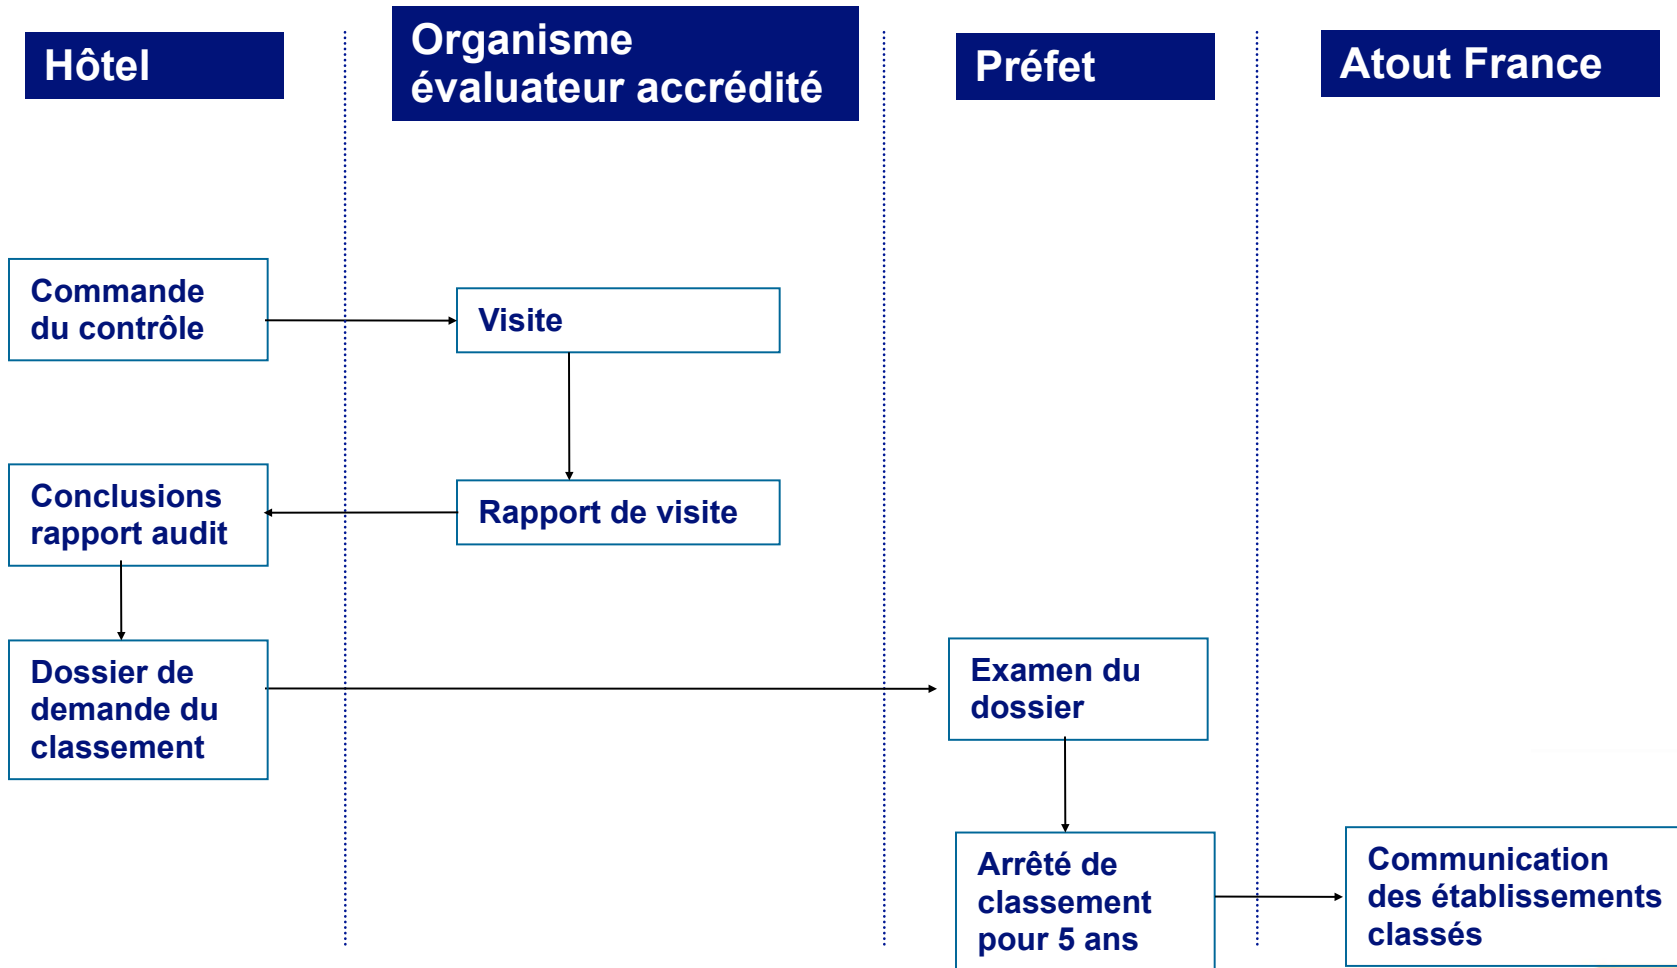 Hôtel
Organisme
évaluateur accrédité
Préfet
Atout France
Commande
du contrôle
Visite
Conclusions
rapport audit
Rapport de visite
Dossier de
demande du
classement
Examen du
dossier
Arrêté de
classement
pour 5 ans
Communication
des établissements
classés